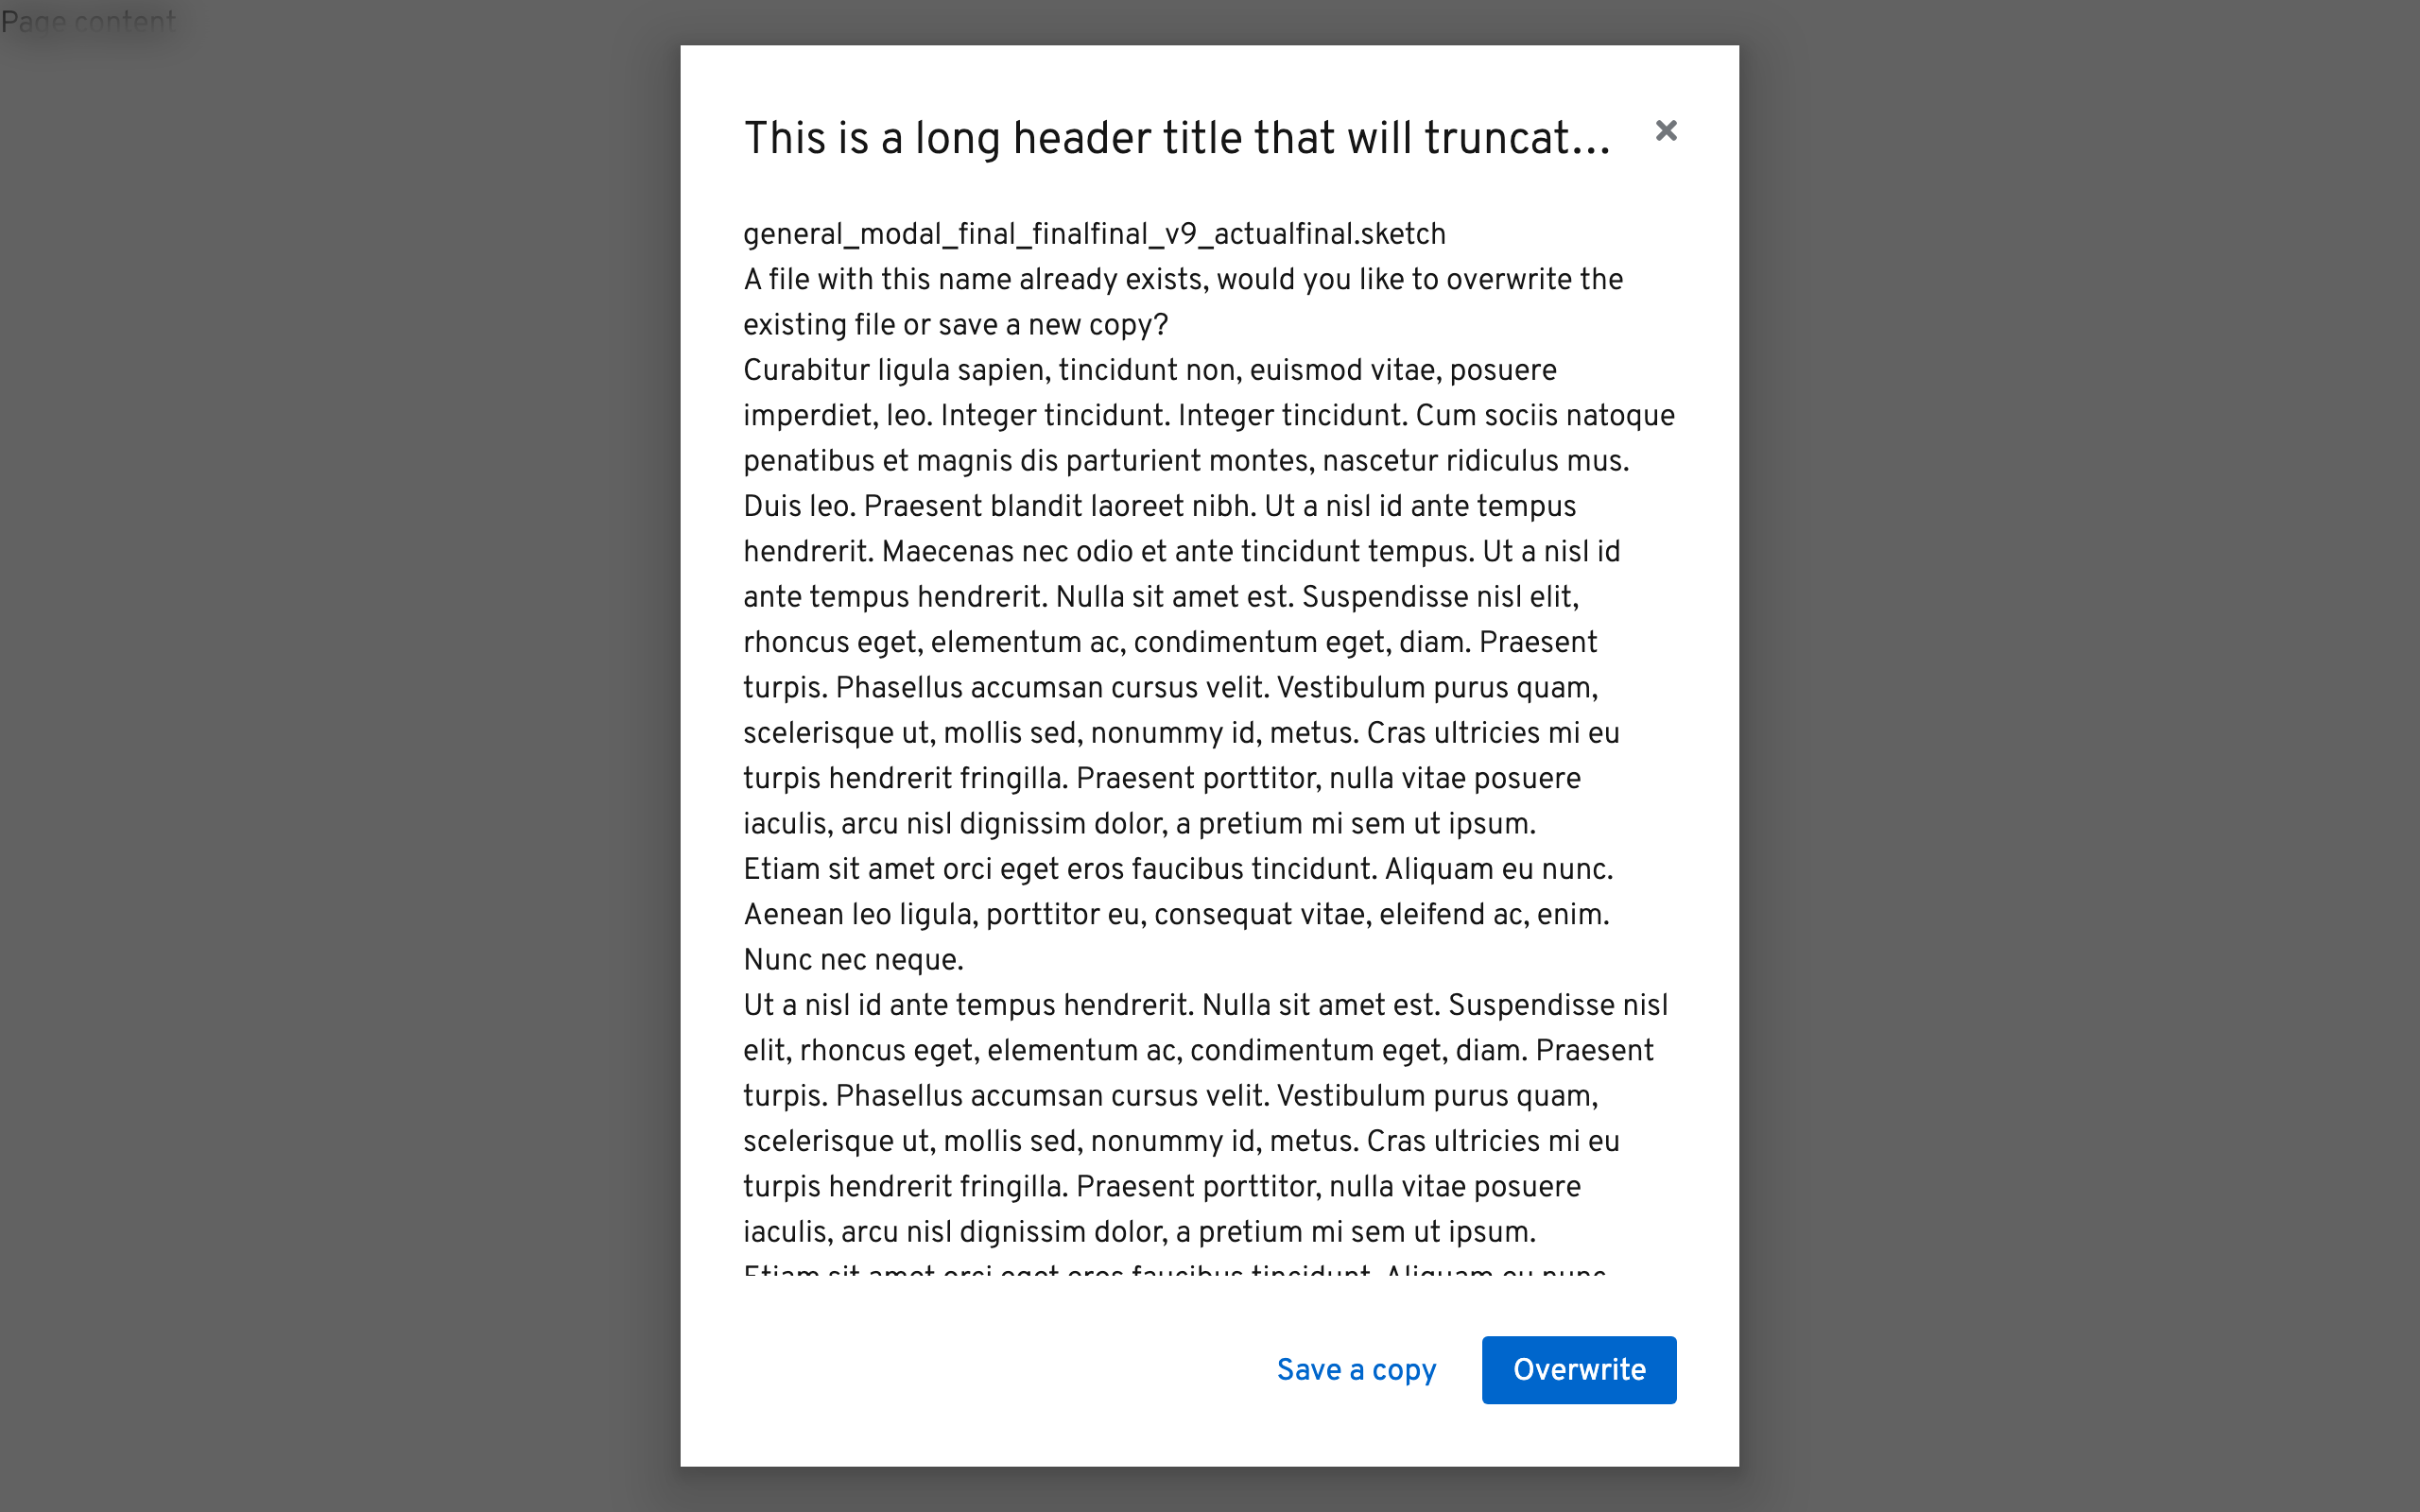 Page content
This is a long header title that will truncat...
general_modal_final_finalfinal_v9_actualfinal.sketch
A file with this name already exists, would you like to overwrite the
existing file or save a new copy?
Curabitur ligula sapien, tincidunt non, euismod vitae, posuere
imperdiet, leo. Integer tincidunt. Integer tincidunt. Cum sociis natoque
penatibus et magnis dis parturient montes, nascetur ridiculus mus.
Duis leo. Praesent blandit laoreet nibh. Ut a nisl id ante tempus
hendrerit. Maecenas nec odio et ante tincidunt tempus. Ut a nisl id
ante tempus hendrerit. Nulla sit amet est. Suspendisse nisl elit,
rhoncus eget, elementum ac, condimentum eget, diam. Praesent
turpis. Phasellus accumsan cursus velit. Vestibulum purus quam,
scelerisque ut, mollis sed, nonummy id, metus. Cras ultricies mi eu
turpis hendrerit fringilla. Praesent porttitor, nulla vitae posuere
iaculis, arcu nisl dignissim dolor, a pretium mi sem ut ipsum.
Etiam sit amet orci eget eros faucibus tincidunt. Aliquam eu nunc.
Aenean leo ligula, porttitor eu, consequat vitae, eleifend ac, enim.
Nunc nec neque.
Ut a nisl id ante tempus hendrerit. Nulla sit amet est. Suspendisse nisl
elit, rhoncus eget, elementum ac, condimentum eget, diam. Praesent
turpis. Phasellus accumsan cursus velit. Vestibulum purus quam,
scelerisque ut, mollis sed, nonummy id, metus. Cras ultricies mi eu
turpis hendrerit fringilla. Praesent porttitor, nulla vitae posuere
iaculis, arcu nisl dignissim dolor, a pretium mi sem ut ipsum.
Etiam sit amet orci eget eros faucibus tincidunt. Aliquam eu nunc.
Save a copy
Overwrite